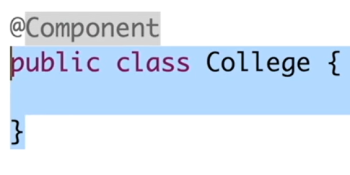 @Component
public class College {
}